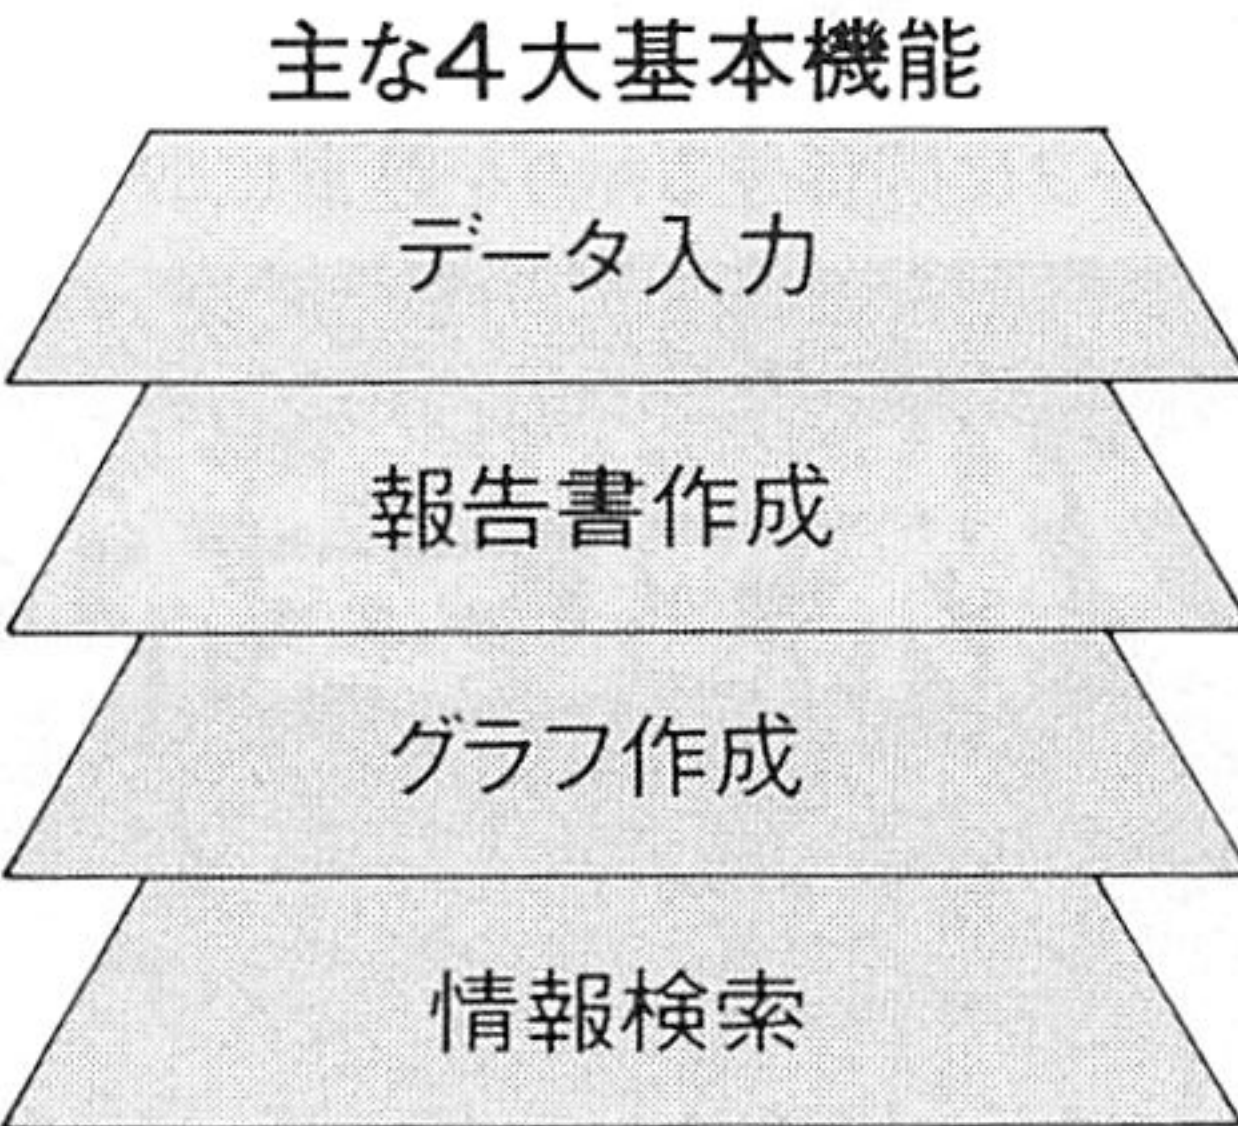 主な4大基本機能
データ入力
報告書作成
グラフ作成
情報検索